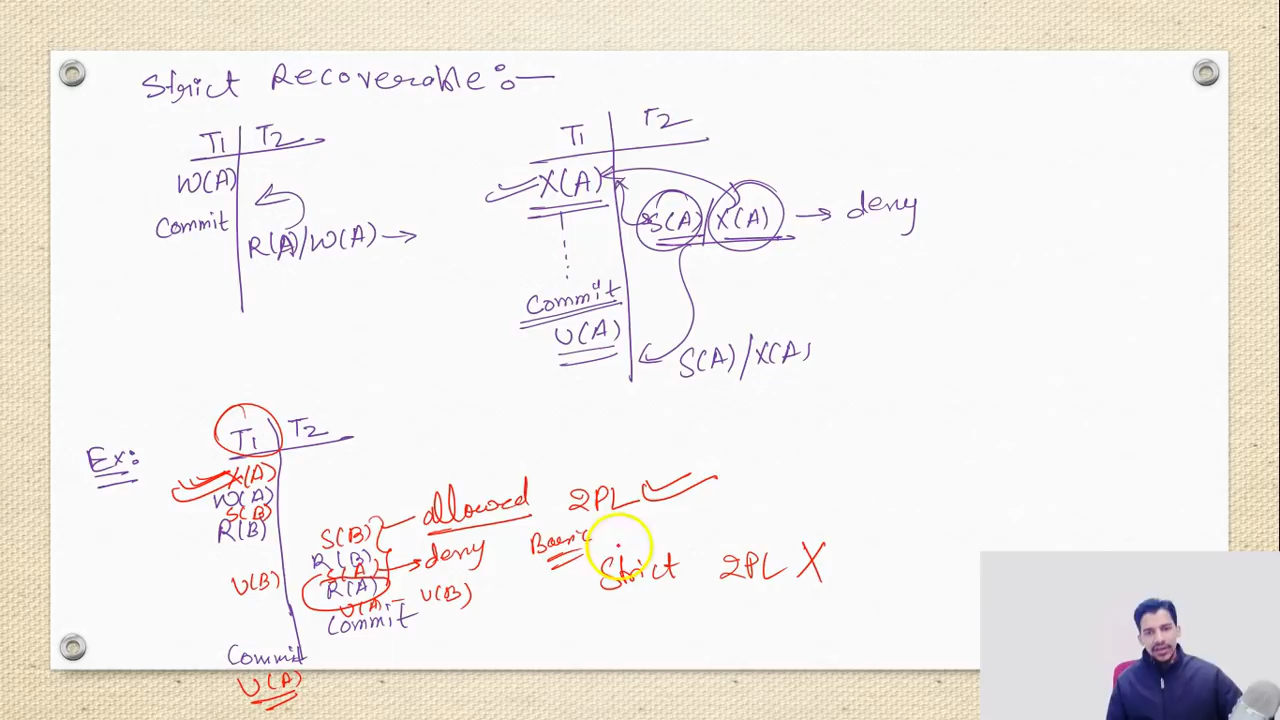 Strict Recoverable :-
T1 T2
W(A)
Commit
R(A)/W(A) →
T1 T2
X(A)
S(A)/X(A) → deny
Commit
U(A)
S(A)/X(A)
Ex:
T1 T2
X(A)
W(A)
S(B)
R(B)
S(B) allowed 2PL ✓
R(B) → deny Basic
S(A) Strict 2PL X
R(A)
U(B)
U(A) - U(B)
Commit
Commit
U(A)